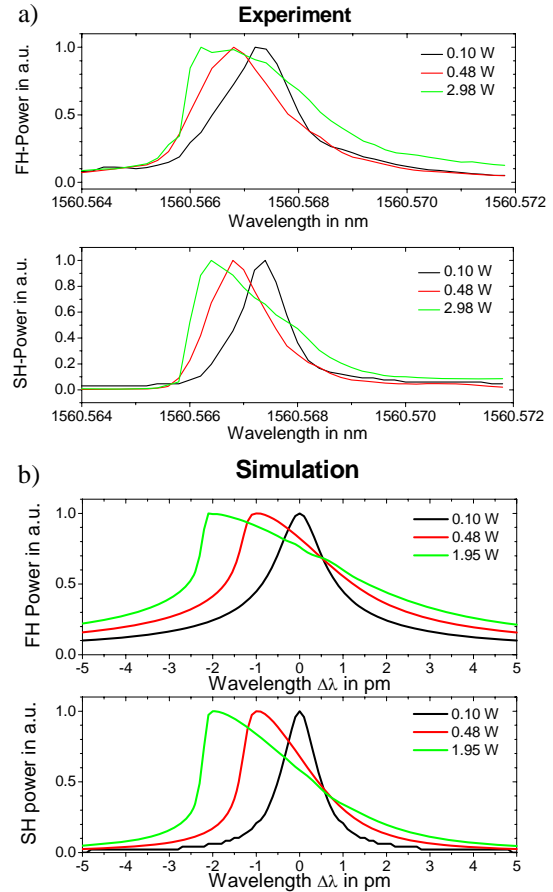 a)
Experiment
FH-Power in a.u.
1.0
0.5
0.0
0.10 W
0.48 W
2.98 W
1560.564 1560.566 1560.568 1560.570 1560.572
Wavelength in nm
SH-Power in a.u.
1.0
0.8
0.6
0.4
0.2
0.0
0.10 W
0.48 W
2.98 W
1560.564 1560.566 1560.568 1560.570 1560.572
Wavelength in nm
b)
Simulation
FH Power in a.u.
1.0
0.5
0.0
0.10 W
0.48 W
1.95 W
-5 -4 -3 -2 -1 0 1 2 3 4 5
Wavelength Δλ in pm
SH power in a.u.
1.0
0.5
0.0
0.10 W
0.48 W
1.95 W
-5 -4 -3 -2 -1 0 1 2 3 4 5
Wavelength Δλ in pm